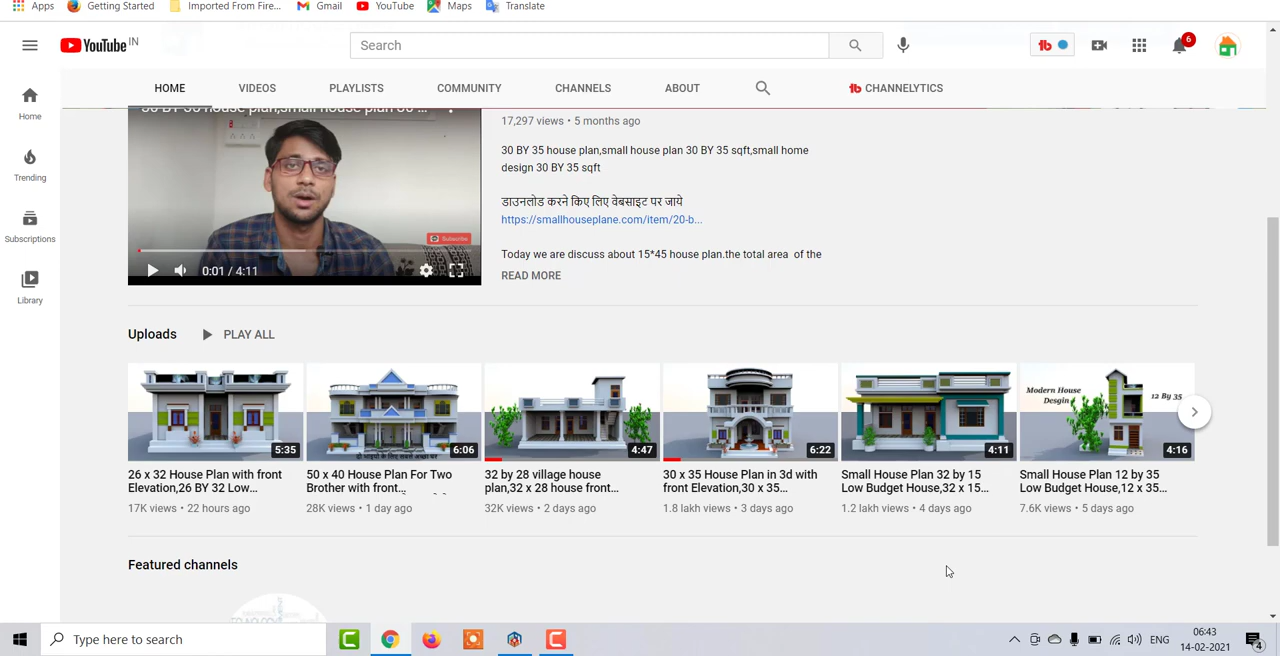 Apps Getting Started Imported From Fire... Gmail YouTube Maps Translate
YouTube IN Search 6
HOME VIDEOS PLAYLISTS COMMUNITY CHANNELS ABOUT CHANNELYTICS
Home
Trending
Subscriptions
Library
Subscribe
0:01 / 4:11
17,297 views • 5 months ago
30 BY 35 house plan,small house plan 30 BY 35 sqft,small home
design 30 BY 35 sqft
डाउनलोड करने किए लिए वेबसाइट पर जाये
https://smallhouseplane.com/item/20-b...
Today we are discuss about 15*45 house plan.the total area of the
READ MORE
Uploads PLAY ALL
5:35
26 x 32 House Plan with front
Elevation,26 BY 32 Low...
17K views • 22 hours ago
6:06
50 x 40 House Plan For Two
Brother with front...
28K views • 1 day ago
4:47
32 by 28 village house
plan,32 x 28 house front...
32K views • 2 days ago
6:22
30 x 35 House Plan in 3d with
front Elevation,30 x 35...
1.8 lakh views • 3 days ago
4:11
Small House Plan 32 by 15
Low Budget House,32 x 15...
1.2 lakh views • 4 days ago
Modern House
Desgin
12 By 35
4:16
Small House Plan 12 by 35
Low Budget House,12 x 35...
7.6K views • 5 days ago
Featured channels
Type here to search
ENG
06:43
14-02-2021
4